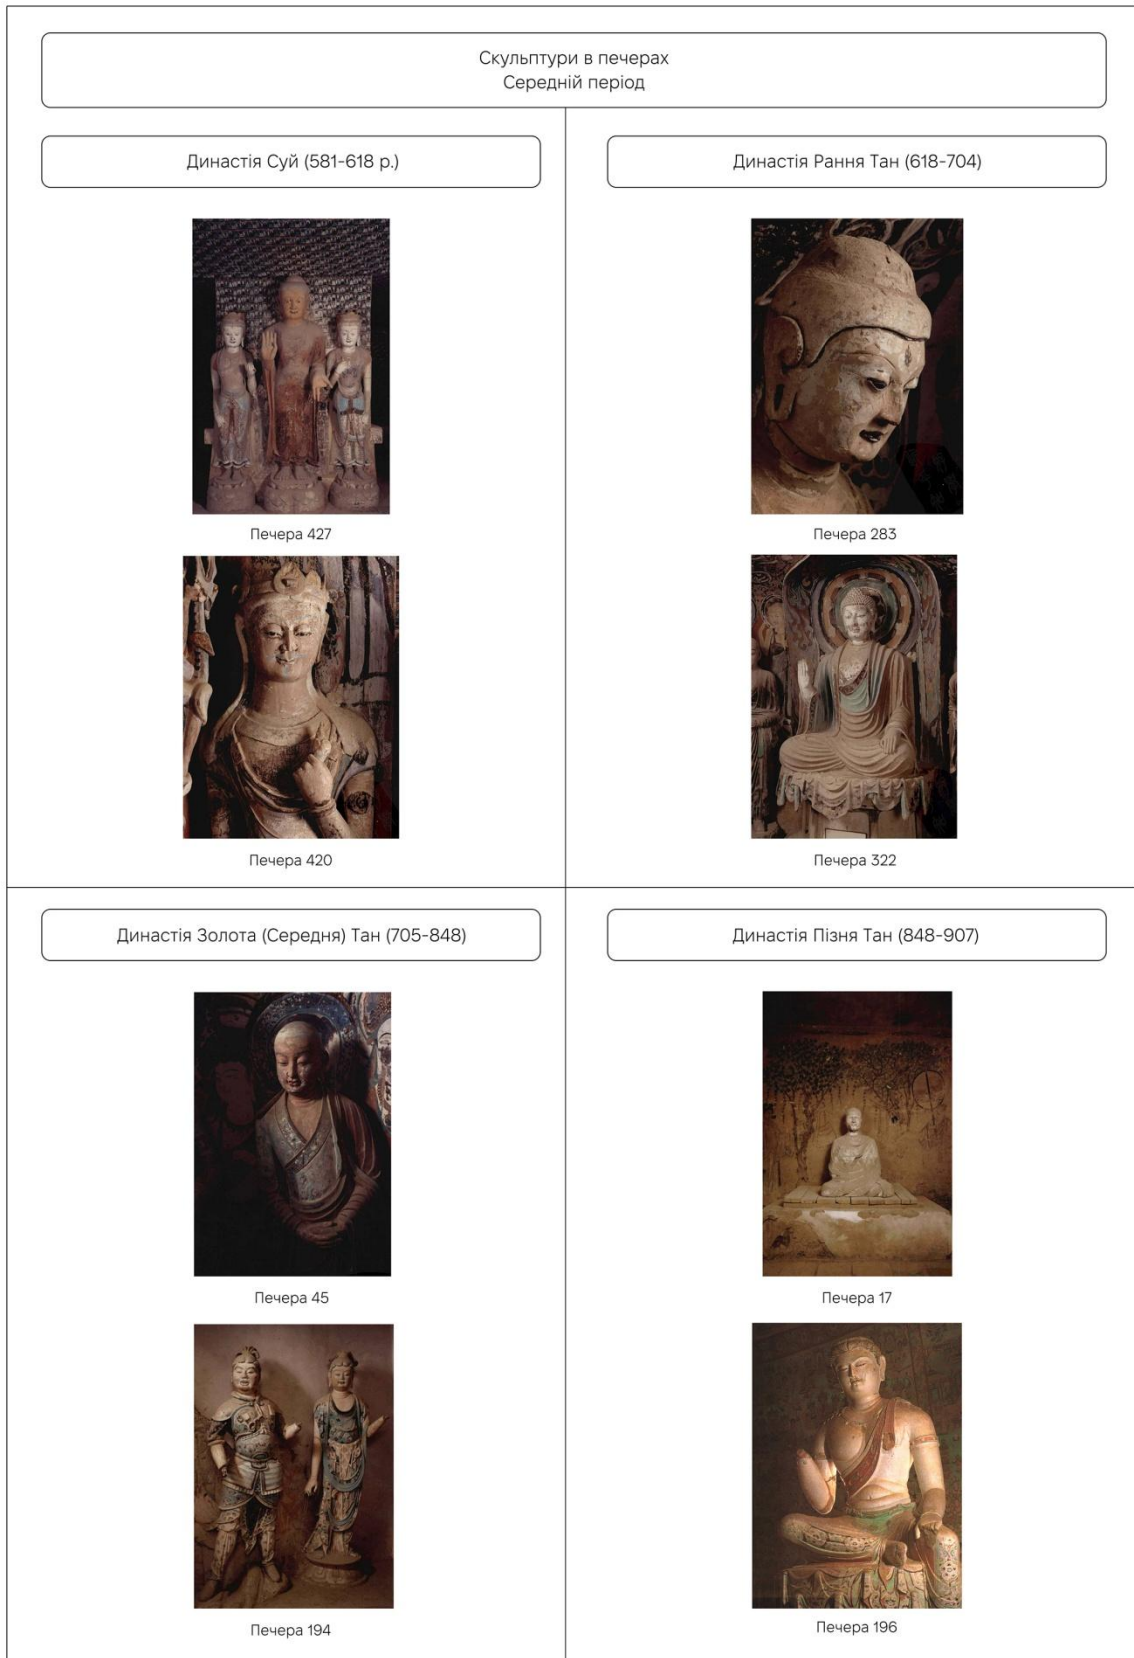 Скульптури в печерах
Середній період
Династія Суй (581-618 р.)
Династія Рання Тан (618-704)
Печера 427
Печера 283
Печера 420
Печера 322
Династія Золота (Середня) Тан (705-848)
Династія Пізня Тан (848-907)
Печера 45
Печера 17
Печера 194
Печера 196